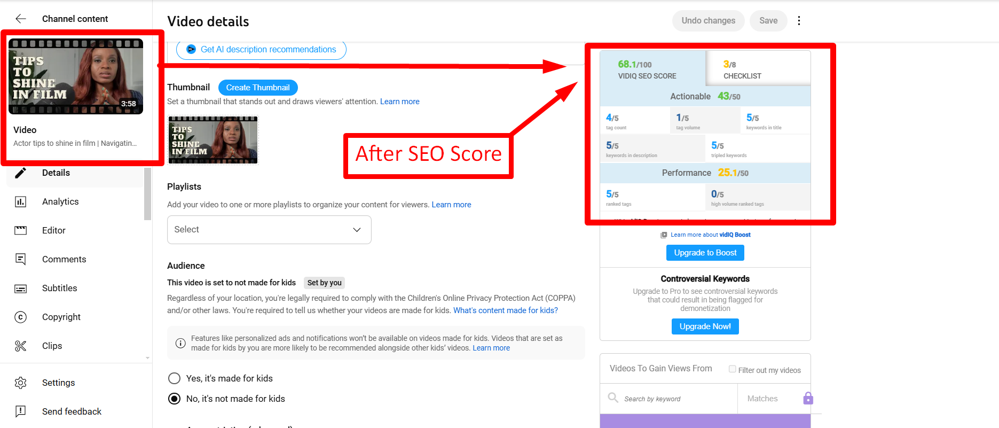 Channel content
TIPS
TO
SHINE
IN FILM
3:58
Video
Actor tips to shine in film | Navigatin…
Details
Analytics
Editor
Comments
Subtitles
Copyright
Clips
Settings
Send feedback
Video details
Undo changes
Save
Get AI description recommendations
Thumbnail
Create Thumbnail
Set a thumbnail that stands out and draws viewers' attention. Learn more
TIPS
TO
SHINE
IN FILM
After SEO Score
Playlists
Add your video to one or more playlists to organize your content for viewers. Learn more
Select
Audience
This video is set to not made for kids
Set by you
Regardless of your location, you're legally required to comply with the Children's Online Privacy Protection Act (COPPA)
and/or other laws. You're required to tell us whether your videos are made for kids. What's content made for kids?
Features like personalized ads and notifications won't be available on videos made for kids. Videos that are set as
made for kids by you are more likely to be recommended alongside other kids' videos. Learn more
Yes, it's made for kids
No, it's not made for kids
68.1/100
VIDIQ SEO SCORE
3/8
CHECKLIST
Actionable 43/50
4/5
tag count
1/5
tag volume
5/5
keywords in title
5/5
keywords in description
5/5
tripled keywords
Performance 25.1/50
5/5
ranked tags
0/5
high volume ranked tags
Learn more about vidIQ Boost
Upgrade to Boost
Controversial Keywords
Upgrade to Pro to see controversial keywords
that could result in being flagged for
demonetization
Upgrade Now!
Videos To Gain Views From
Filter out my videos
Search by keyword
Matches